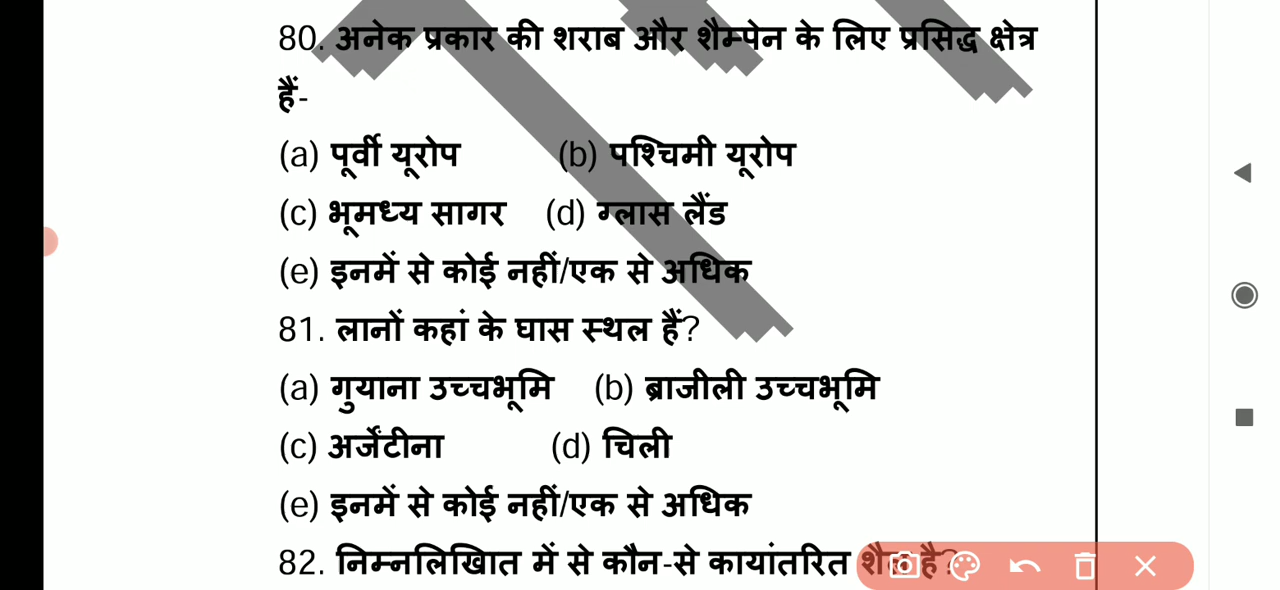 80. अनेक प्रकार की शराब और शैम्पेन के लिए प्रसिद्ध क्षेत्र
हैं-
(a) पूर्वी यूरोप (b) पश्चिमी यूरोप
(c) भूमध्य सागर (d) ग्लास लैंड
(e) इनमें से कोई नहीं/एक से अधिक
81. लानों कहां के घास स्थल हैं?
(a) गुयाना उच्चभूमि (b) ब्राजीली उच्चभूमि
(c) अर्जेंटीना (d) चिली
(e) इनमें से कोई नहीं/एक से अधिक
82. निम्नलिखिात में से कौन-से कायांतरित शैल है?